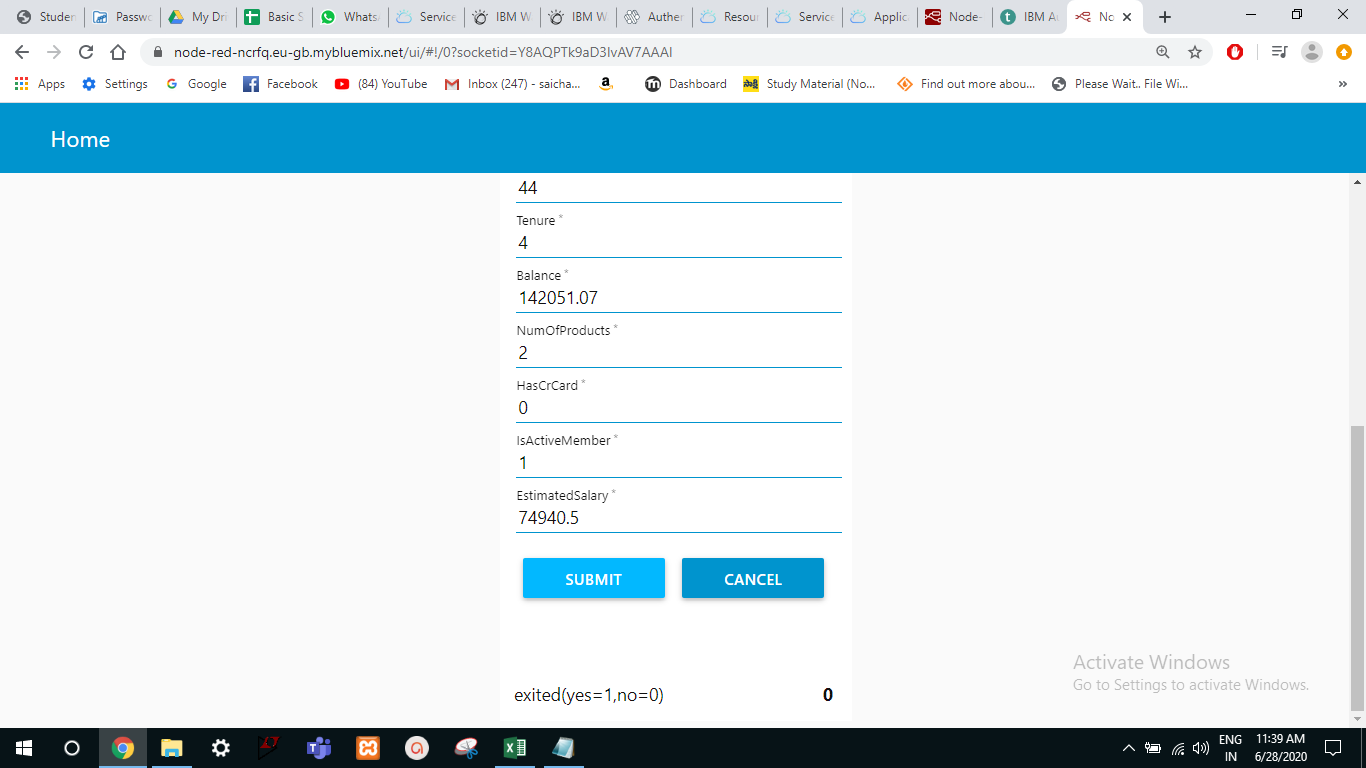 Studen
Passwo
My Dri
Basic S
Whats
Service
IBM W
IBM W
Auther
Resour
Service
Applic
Node-
IBM Au
No
node-red-ncrfq.eu-gb.mybluemix.net/ui/#!/0?socketid=Y8AQPTk9aD3IvAV7AAAI
Apps
Settings
Google
Facebook
(84) YouTube
Inbox (247) - saicha...
Dashboard
Study Material (No...
Find out more abou...
Please Wait.. File Wi...
»
Home
44
Tenure *
4
Balance *
142051.07
NumOfProducts *
2
HasCrCard *
0
IsActiveMember *
1
EstimatedSalary *
74940.5
SUBMIT
CANCEL
exited(yes=1,no=0) 0
Activate Windows
Go to Settings to activate Windows.
ENG
IN
11:39 AM
6/28/2020